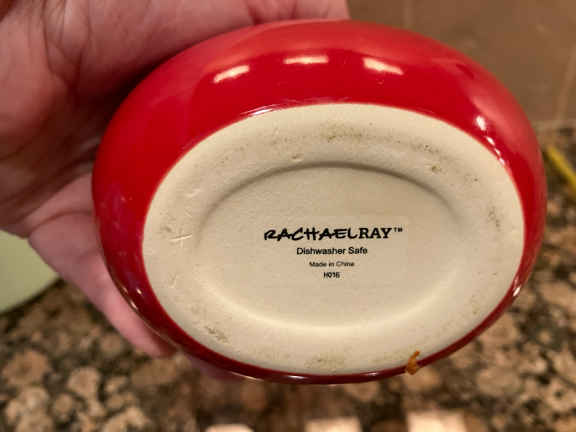 RACHAELRAY™
Dishwasher Safe
Made in China
H016